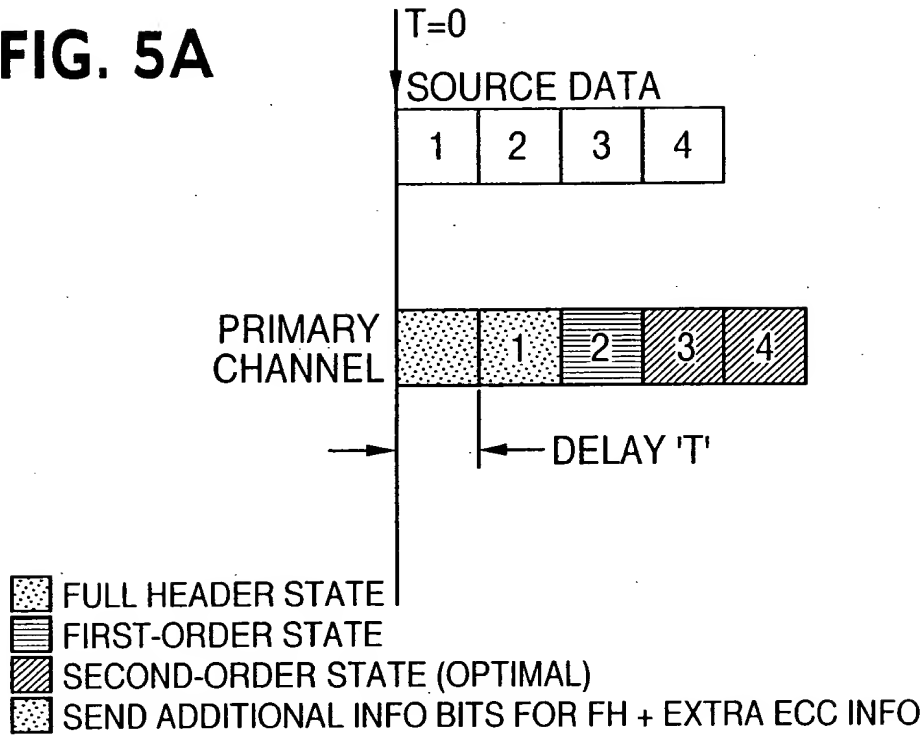 FIG. 5A
T=0
SOURCE DATA
1 2 3 4
PRIMARY
CHANNEL
1 2 3 4
DELAY 'T'
FULL HEADER STATE
FIRST-ORDER STATE
SECOND-ORDER STATE (OPTIMAL)
SEND ADDITIONAL INFO BITS FOR FH + EXTRA ECC INFO